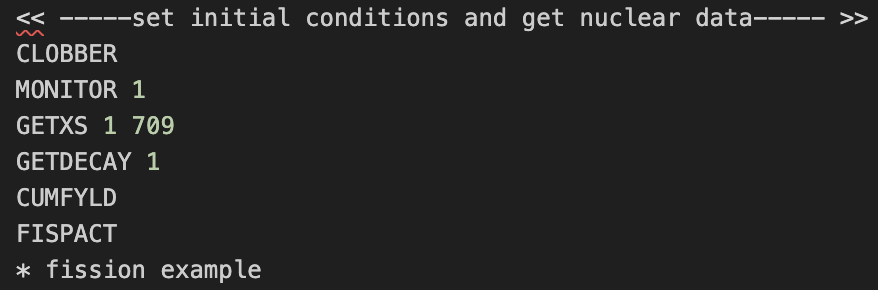 << -----set initial conditions and get nuclear data----- >>
CLOBBER
MONITOR 1
GETXS 1 709
GETDECAY 1
CUMFYLD
FISPACT
* fission example